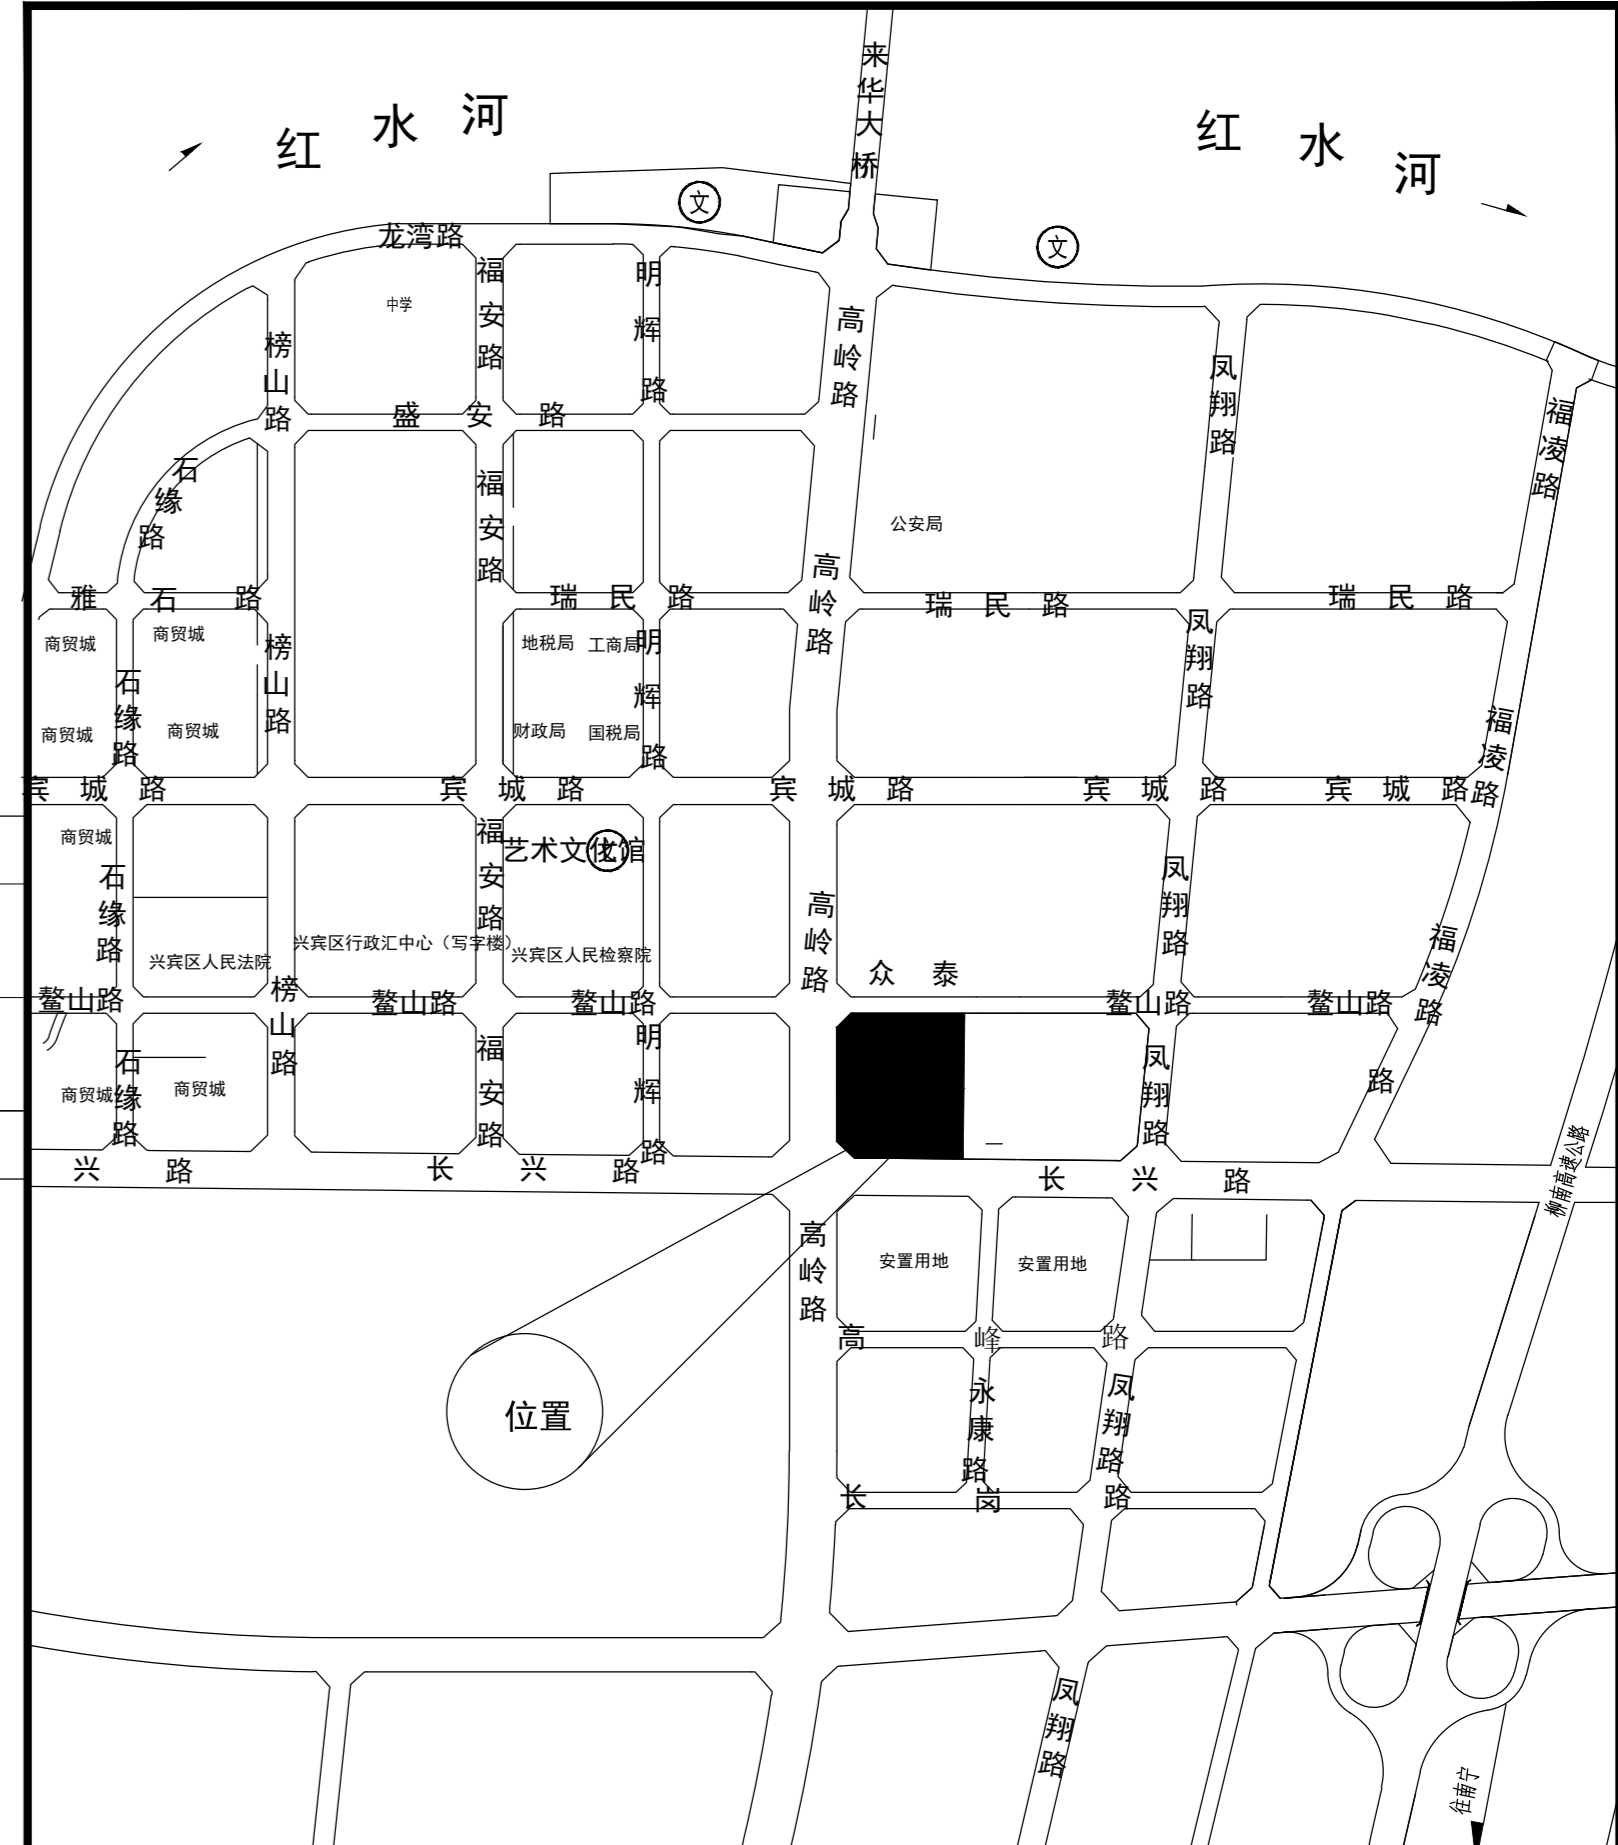 来华大桥
红水河
红水河
文
文
龙湾路
福安路
明辉路
中学
高岭路
榜山路
凤翔路
福凌路
盛安路
石缘路
福安路
公安局
高岭路
雅石路
瑞民路
瑞民路
瑞民路
商贸城
商贸城
榜山路
地税局
工商局
明辉路
凤翔路
石缘路
商贸城
商贸城
财政局
国税局
福凌路
宾城路
宾城路
宾城路
宾城路
宾城路
路
商贸城
福安路
艺术文化馆
石缘路
高岭路
凤翔路
福凌路
兴宾区人民法院
兴宾区行政汇中心（写字楼）
兴宾区人民检察院
众泰
鳌山路
榜山路
鳌山路
鳌山路
鳌山路
鳌山路
石缘路
福安路
明辉路
凤翔路
路
商贸城
商贸城
兴路
长兴路
长兴路
柳南高速公路
高岭路
安置用地
安置用地
高峰路
位置
永康路
凤翔路
长岗路
凤翔路
往南宁